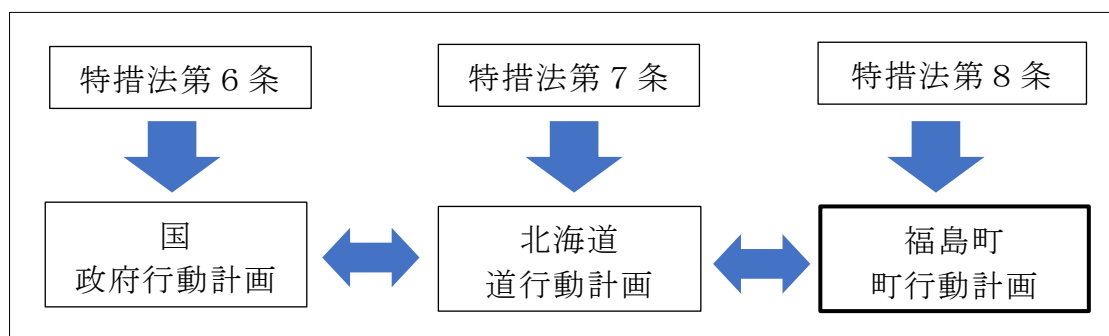 特措法第６条
特措法第７条
特措法第８条
国
政府行動計画
北海道
道行動計画
福島町
町行動計画